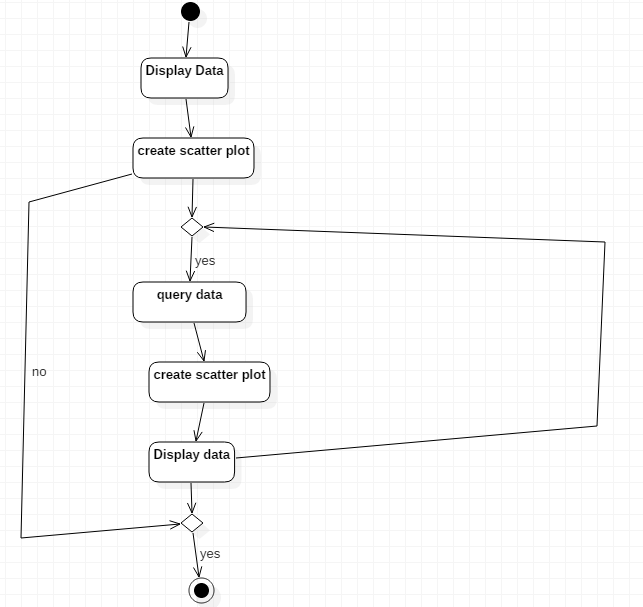 Display Data
create scatter plot
yes
query data
no
create scatter plot
Display data
yes